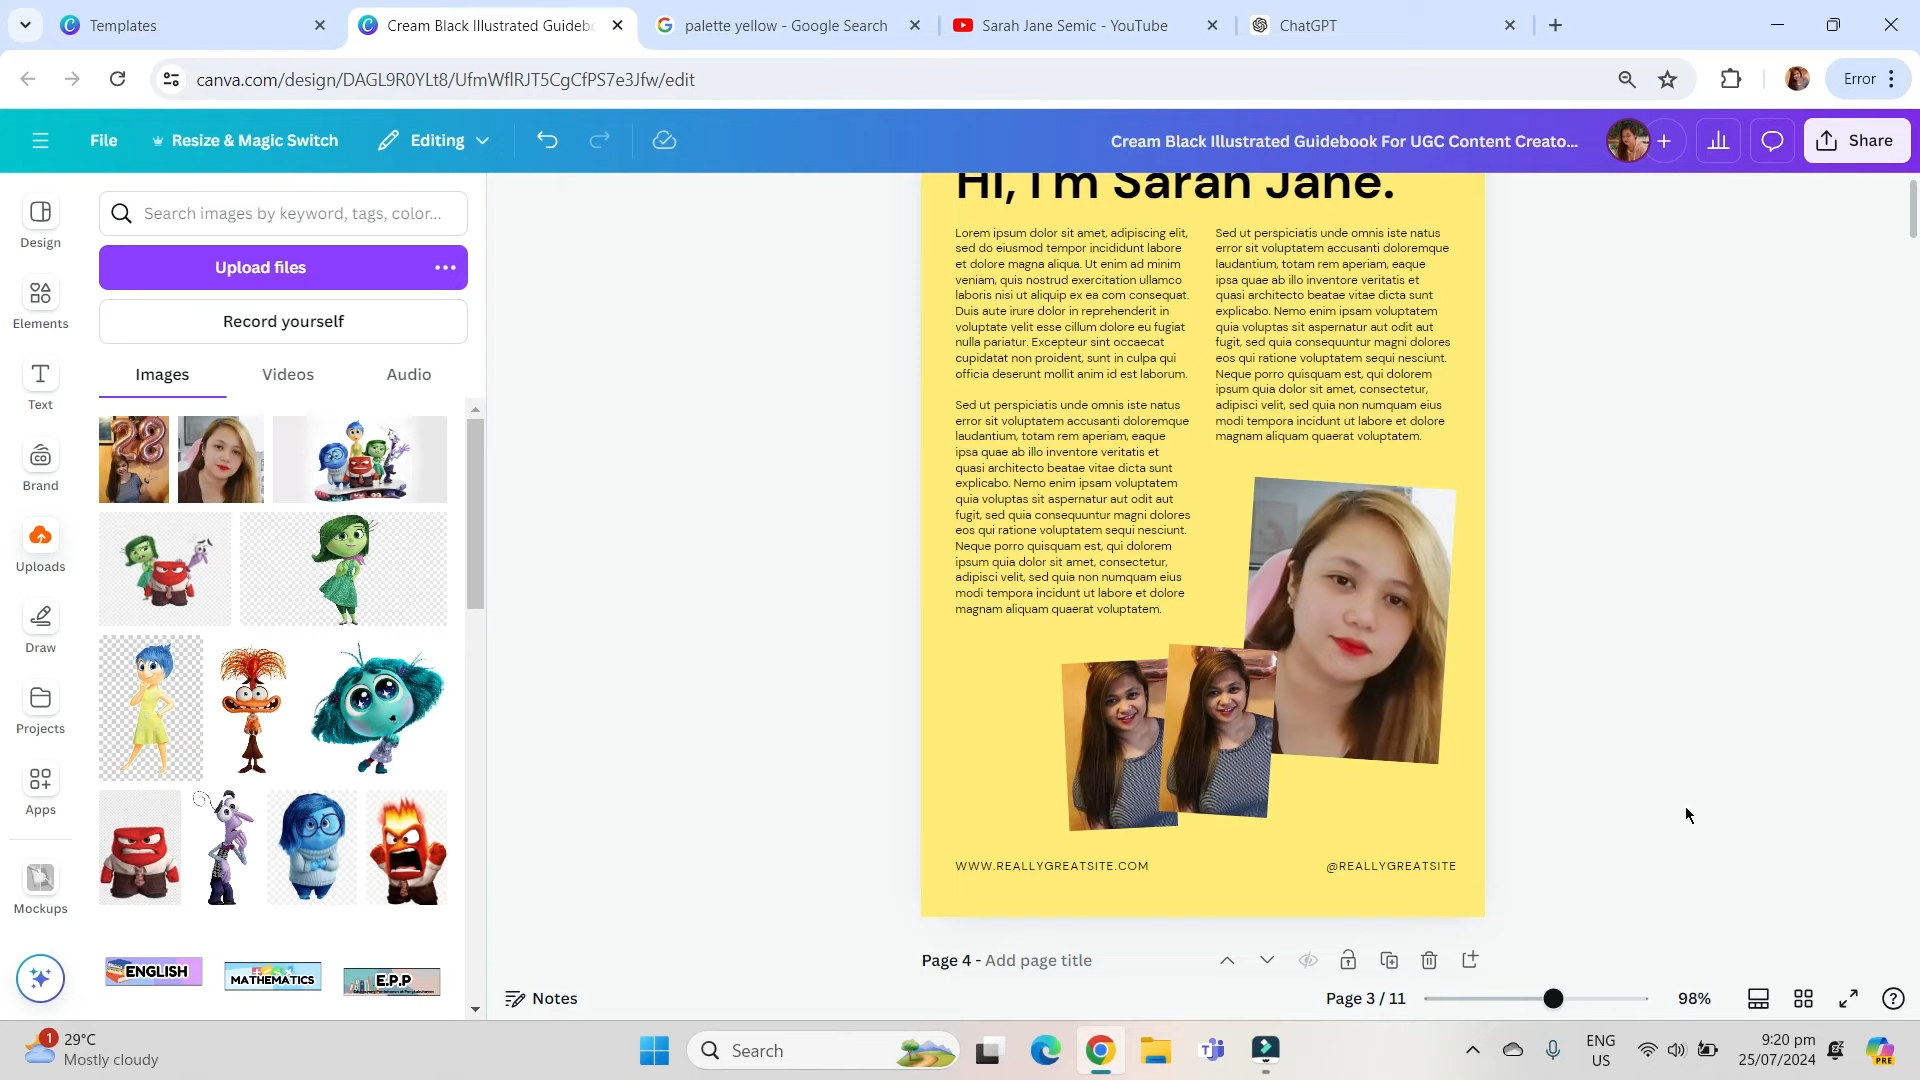 Templates
Cream Black Illustrated Guideb
palette yellow - Google Search
Sarah Jane Semic - YouTube
ChatGPT
canva.com/design/DAGL9R0YLt8/UfmWflRJT5CgCfPS7e3Jfw/edit
Error
File
Resize & Magic Switch
Editing
Cream Black Illustrated Guidebook For UGC Content Creato...
Share
Design
Elements
Text
Brand
Uploads
Draw
Projects
Apps
Mockups
Search images by keyword, tags, color...
Upload files
Record yourself
Images
Videos
Audio
28
ENGLISH
MATHEMATICS
E.P.P
Hi, I'm Sarah Jane.
Lorem ipsum dolor sit amet, adipiscing elit,
sed do eiusmod tempor incididunt labore
et dolore magna aliqua. Ut enim ad minim
veniam, quis nostrud exercitation ullamco
laboris nisi ut aliquip ex ea com consequat.
Duis aute irure dolor in reprehenderit in
voluptate velit esse cillum dolore eu fugiat
nulla pariatur. Excepteur sint occaecat
cupidatat non proident, sunt in culpa qui
officia deserunt mollit anim id est laborum.
Sed ut perspiciatis unde omnis iste natus
error sit voluptatem accusanti doloremque
laudantium, totam rem aperiam, eaque
ipsa quae ab illo inventore veritatis et
quasi architecto beatae vitae dicta sunt
explicabo. Nemo enim ipsam voluptatem
quia voluptas sit aspernatur aut odit aut
fugit, sed quia consequuntur magni dolores
eos qui ratione voluptatem sequi nesciunt.
Neque porro quisquam est, qui dolorem
ipsum quia dolor sit amet, consectetur,
adipisci velit, sed quia non numquam eius
modi tempora incidunt ut labore et dolore
magnam aliquam quaerat voluptatem.
Sed ut perspiciatis unde omnis iste natus
error sit voluptatem accusanti doloremque
laudantium, totam rem aperiam, eaque
ipsa quae ab illo inventore veritatis et
quasi architecto beatae vitae dicta sunt
explicabo. Nemo enim ipsam voluptatem
quia voluptas sit aspernatur aut odit aut
fugit, sed quia consequuntur magni dolores
eos qui ratione voluptatem sequi nesciunt.
Neque porro quisquam est, qui dolorem
ipsum quia dolor sit amet, consectetur,
adipisci velit, sed quia non numquam eius
modi tempora incidunt ut labore et dolore
magnam aliquam quaerat voluptatem.
WWW.REALLYGREATSITE.COM
@REALLYGREATSITE
Page 4 - Add page title
Notes
Page 3 / 11
98%
1
29°C
Mostly cloudy
Search
ENG
US
9:20 pm
25/07/2024
PRE